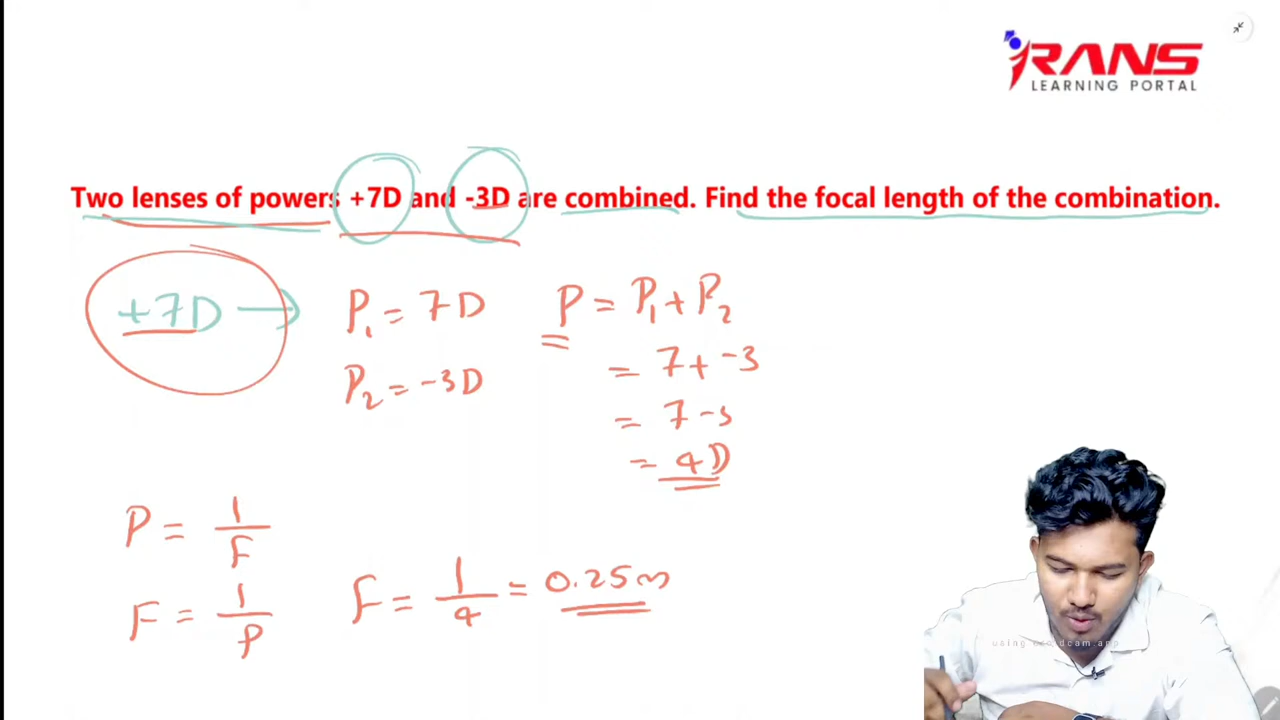 RANS
LEARNING PORTAL
Two lenses of powers +7D and -3D are combined. Find the focal length of the combination.
+7D → P₁ = 7D
P₂ = -3D
P = P₁ + P₂
= 7 + -3
= 7 - 3
= 4D
P = 1/F
F = 1/P
F = 1/4 = 0.25m